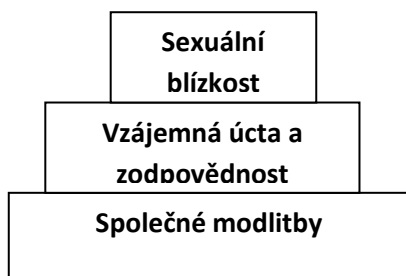 Sexuální
blízkost
Vzájemná úcta a
zodpovědnost
Společné modlitby